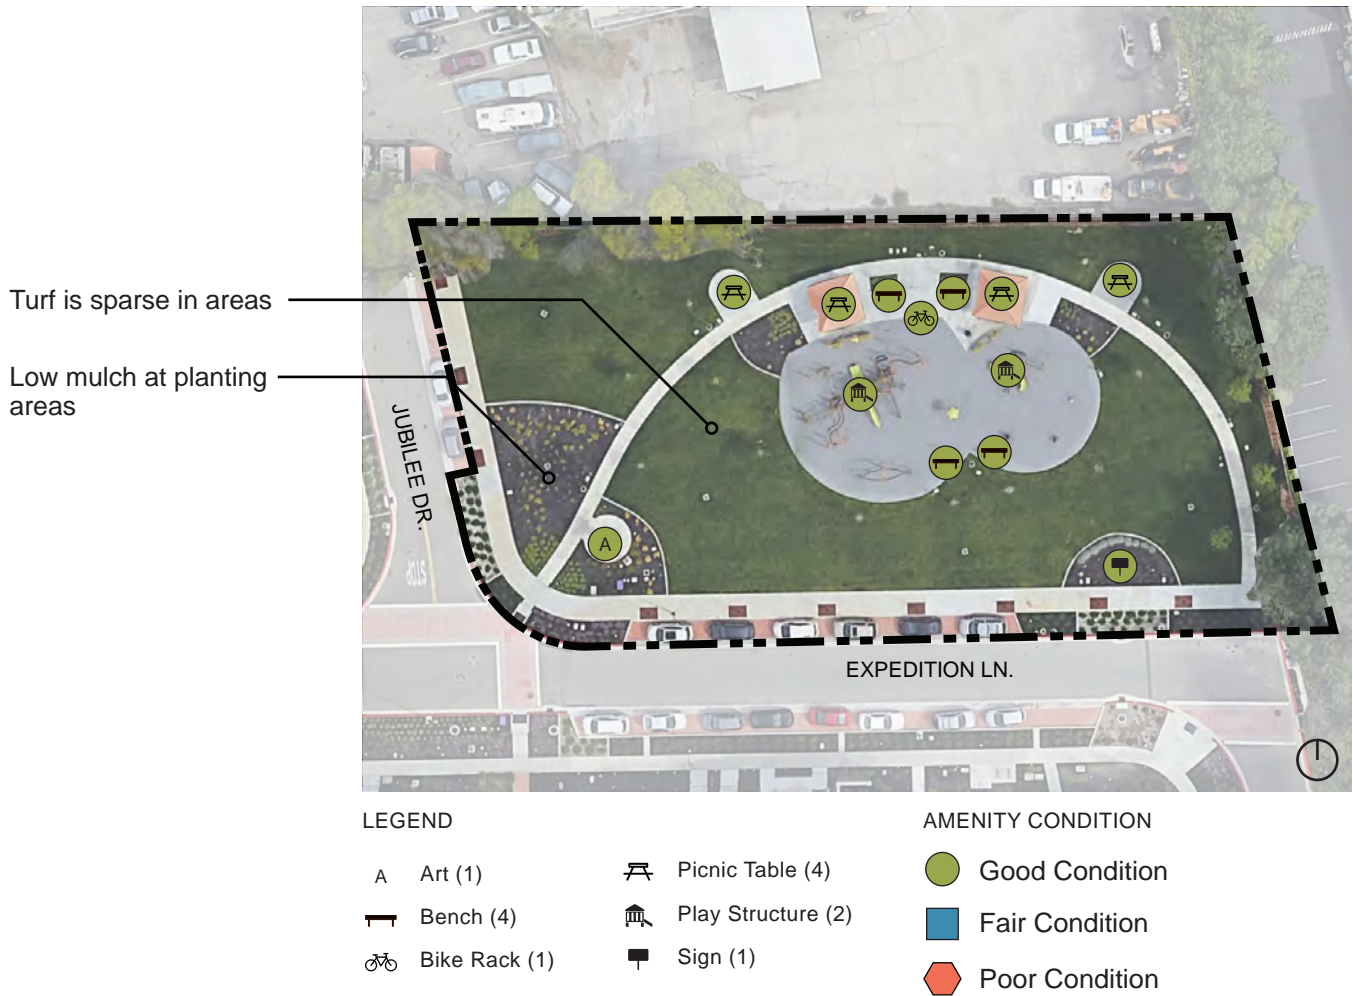 Turf is sparse in areas
Low mulch at planting
areas
JUBILEE DR.
STOP
A
EXPEDITION LN.
LEGEND
A Art (1)
Bench (4)
Bike Rack (1)
Picnic Table (4)
Play Structure (2)
Sign (1)
AMENITY CONDITION
Good Condition
Fair Condition
Poor Condition